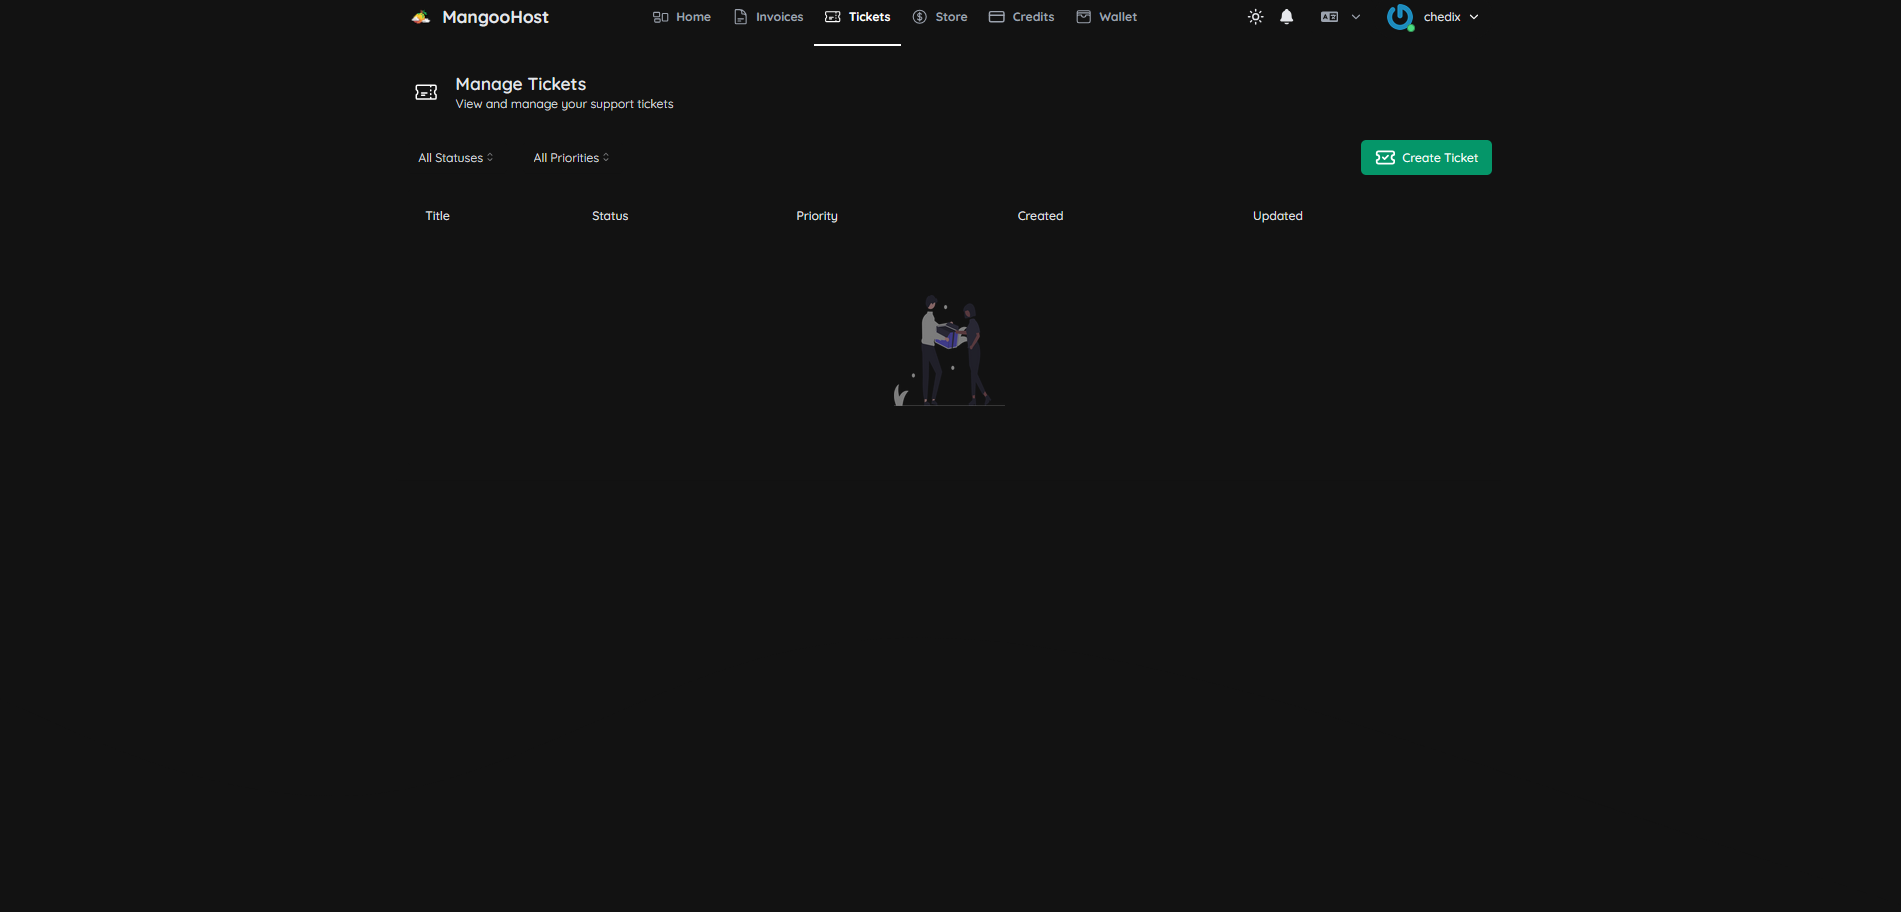 MangooHost
Home
Invoices
Tickets
Store
Credits
Wallet
chedix
Manage Tickets
View and manage your support tickets
All Statuses
All Priorities
Create Ticket
Title
Status
Priority
Created
Updated